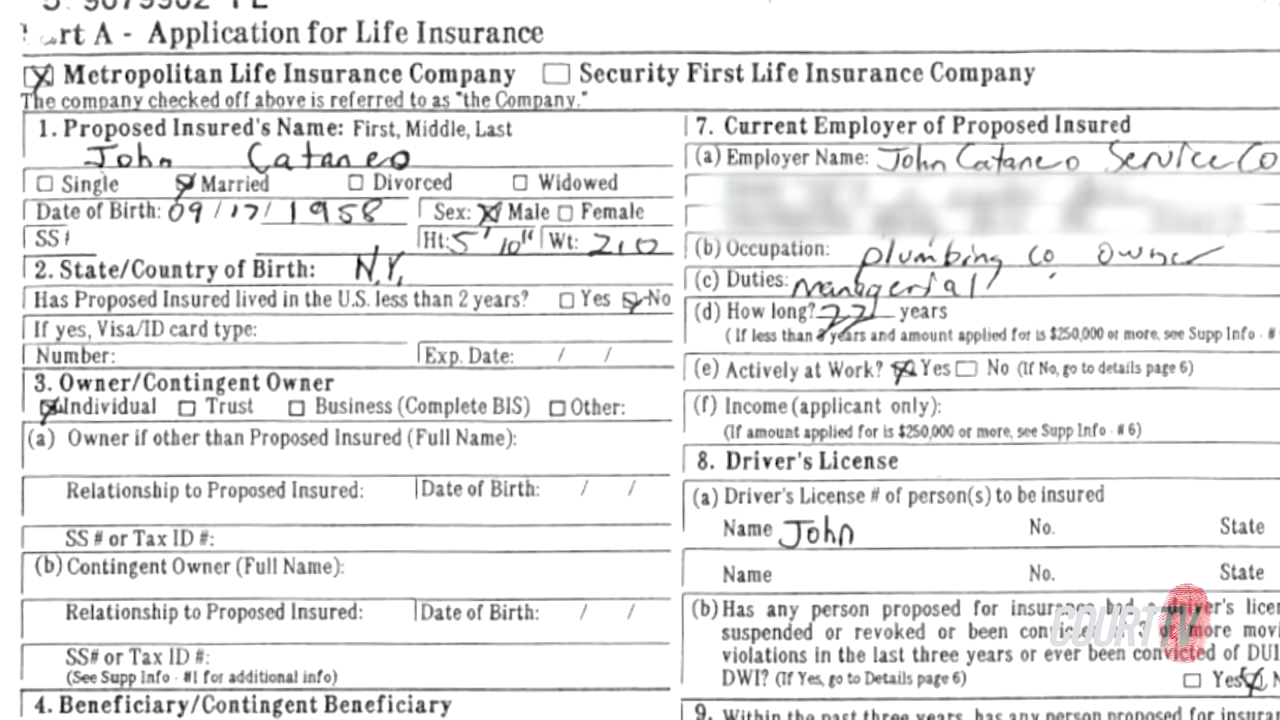 Part A - Application for Life Insurance
Metropolitan Life Insurance Company Security First Life Insurance Company
The company checked off above is referred to as "the Company."
1. Proposed Insured's Name: First, Middle, Last
John Cataneo
Single Married Divorced Widowed
Date of Birth: 09/17/1958 Sex: Male Female
SS# Ht: 5'10" Wt: 210
2. State/Country of Birth: N.Y.
Has Proposed Insured lived in the U.S. less than 2 years? Yes No
If yes, Visa/ID card type:
Number: Exp. Date: / /
3. Owner/Contingent Owner
Individual Trust Business (Complete BIS) Other:
(a) Owner if other than Proposed Insured (Full Name):
Relationship to Proposed Insured: Date of Birth: / /
SS # or Tax ID #:
(b) Contingent Owner (Full Name):
Relationship to Proposed Insured: Date of Birth: / /
SS# or Tax ID #:
(See Supp Info - #1 for additional info)
4. Beneficiary/Contingent Beneficiary
7. Current Employer of Proposed Insured
(a) Employer Name: John Cataneo Service Co
(b) Occupation: plumbing co. owner
(c) Duties: managerial
(d) How long? 22 years
(If less than 2 years and amount applied for is $250,000 or more, see Supp Info - #
(e) Actively at Work? Yes No (If No, go to details page 6)
(f) Income (applicant only):
(If amount applied for is $250,000 or more, see Supp Info - # 6)
8. Driver's License
(a) Driver's License # of person(s) to be insured
Name John No. State
Name No. State
(b) Has any person proposed for insurance had a driver's licen
suspended or revoked or been convicted of 3 or more movi
violations in the last three years or ever been convicted of DUI
DWI? (If Yes, go to Details page 6) Yes N
9. Within the past three years, has any person proposed for insuran
COURT TV